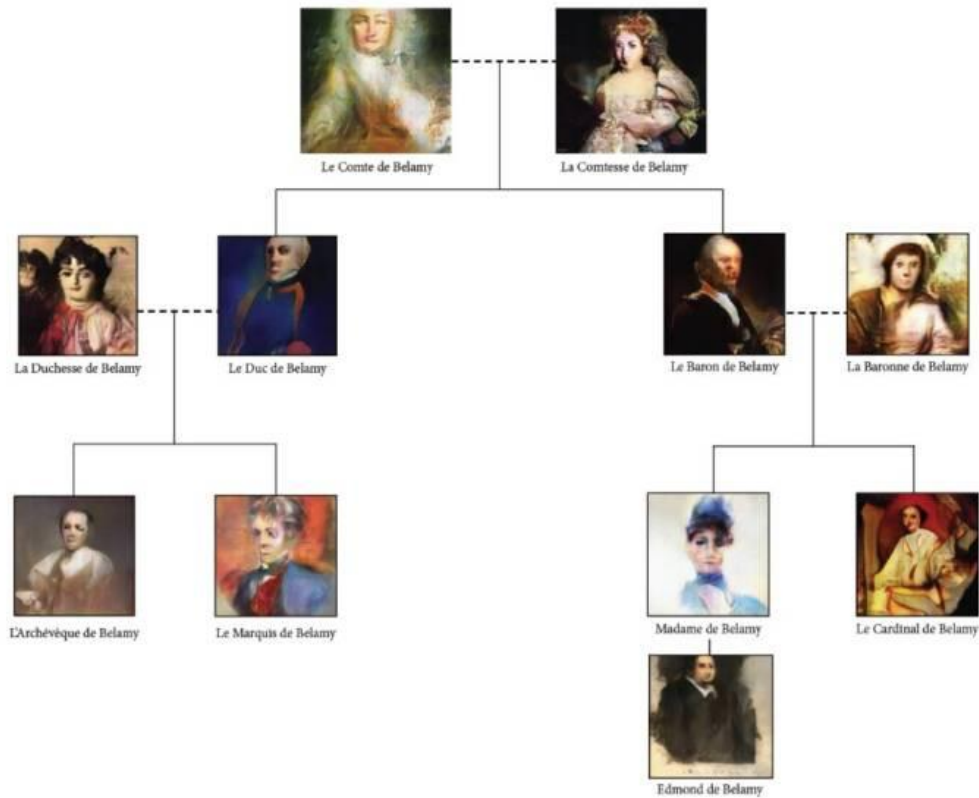 Le Comte de Belamy
La Comtesse de Belamy
La Duchesse de Belamy
Le Duc de Belamy
Le Baron de Belamy
La Baronne de Belamy
L'Archévèque de Belamy
Le Marquis de Belamy
Madame de Belamy
Le Cardinal de Belamy
Edmond de Belamy